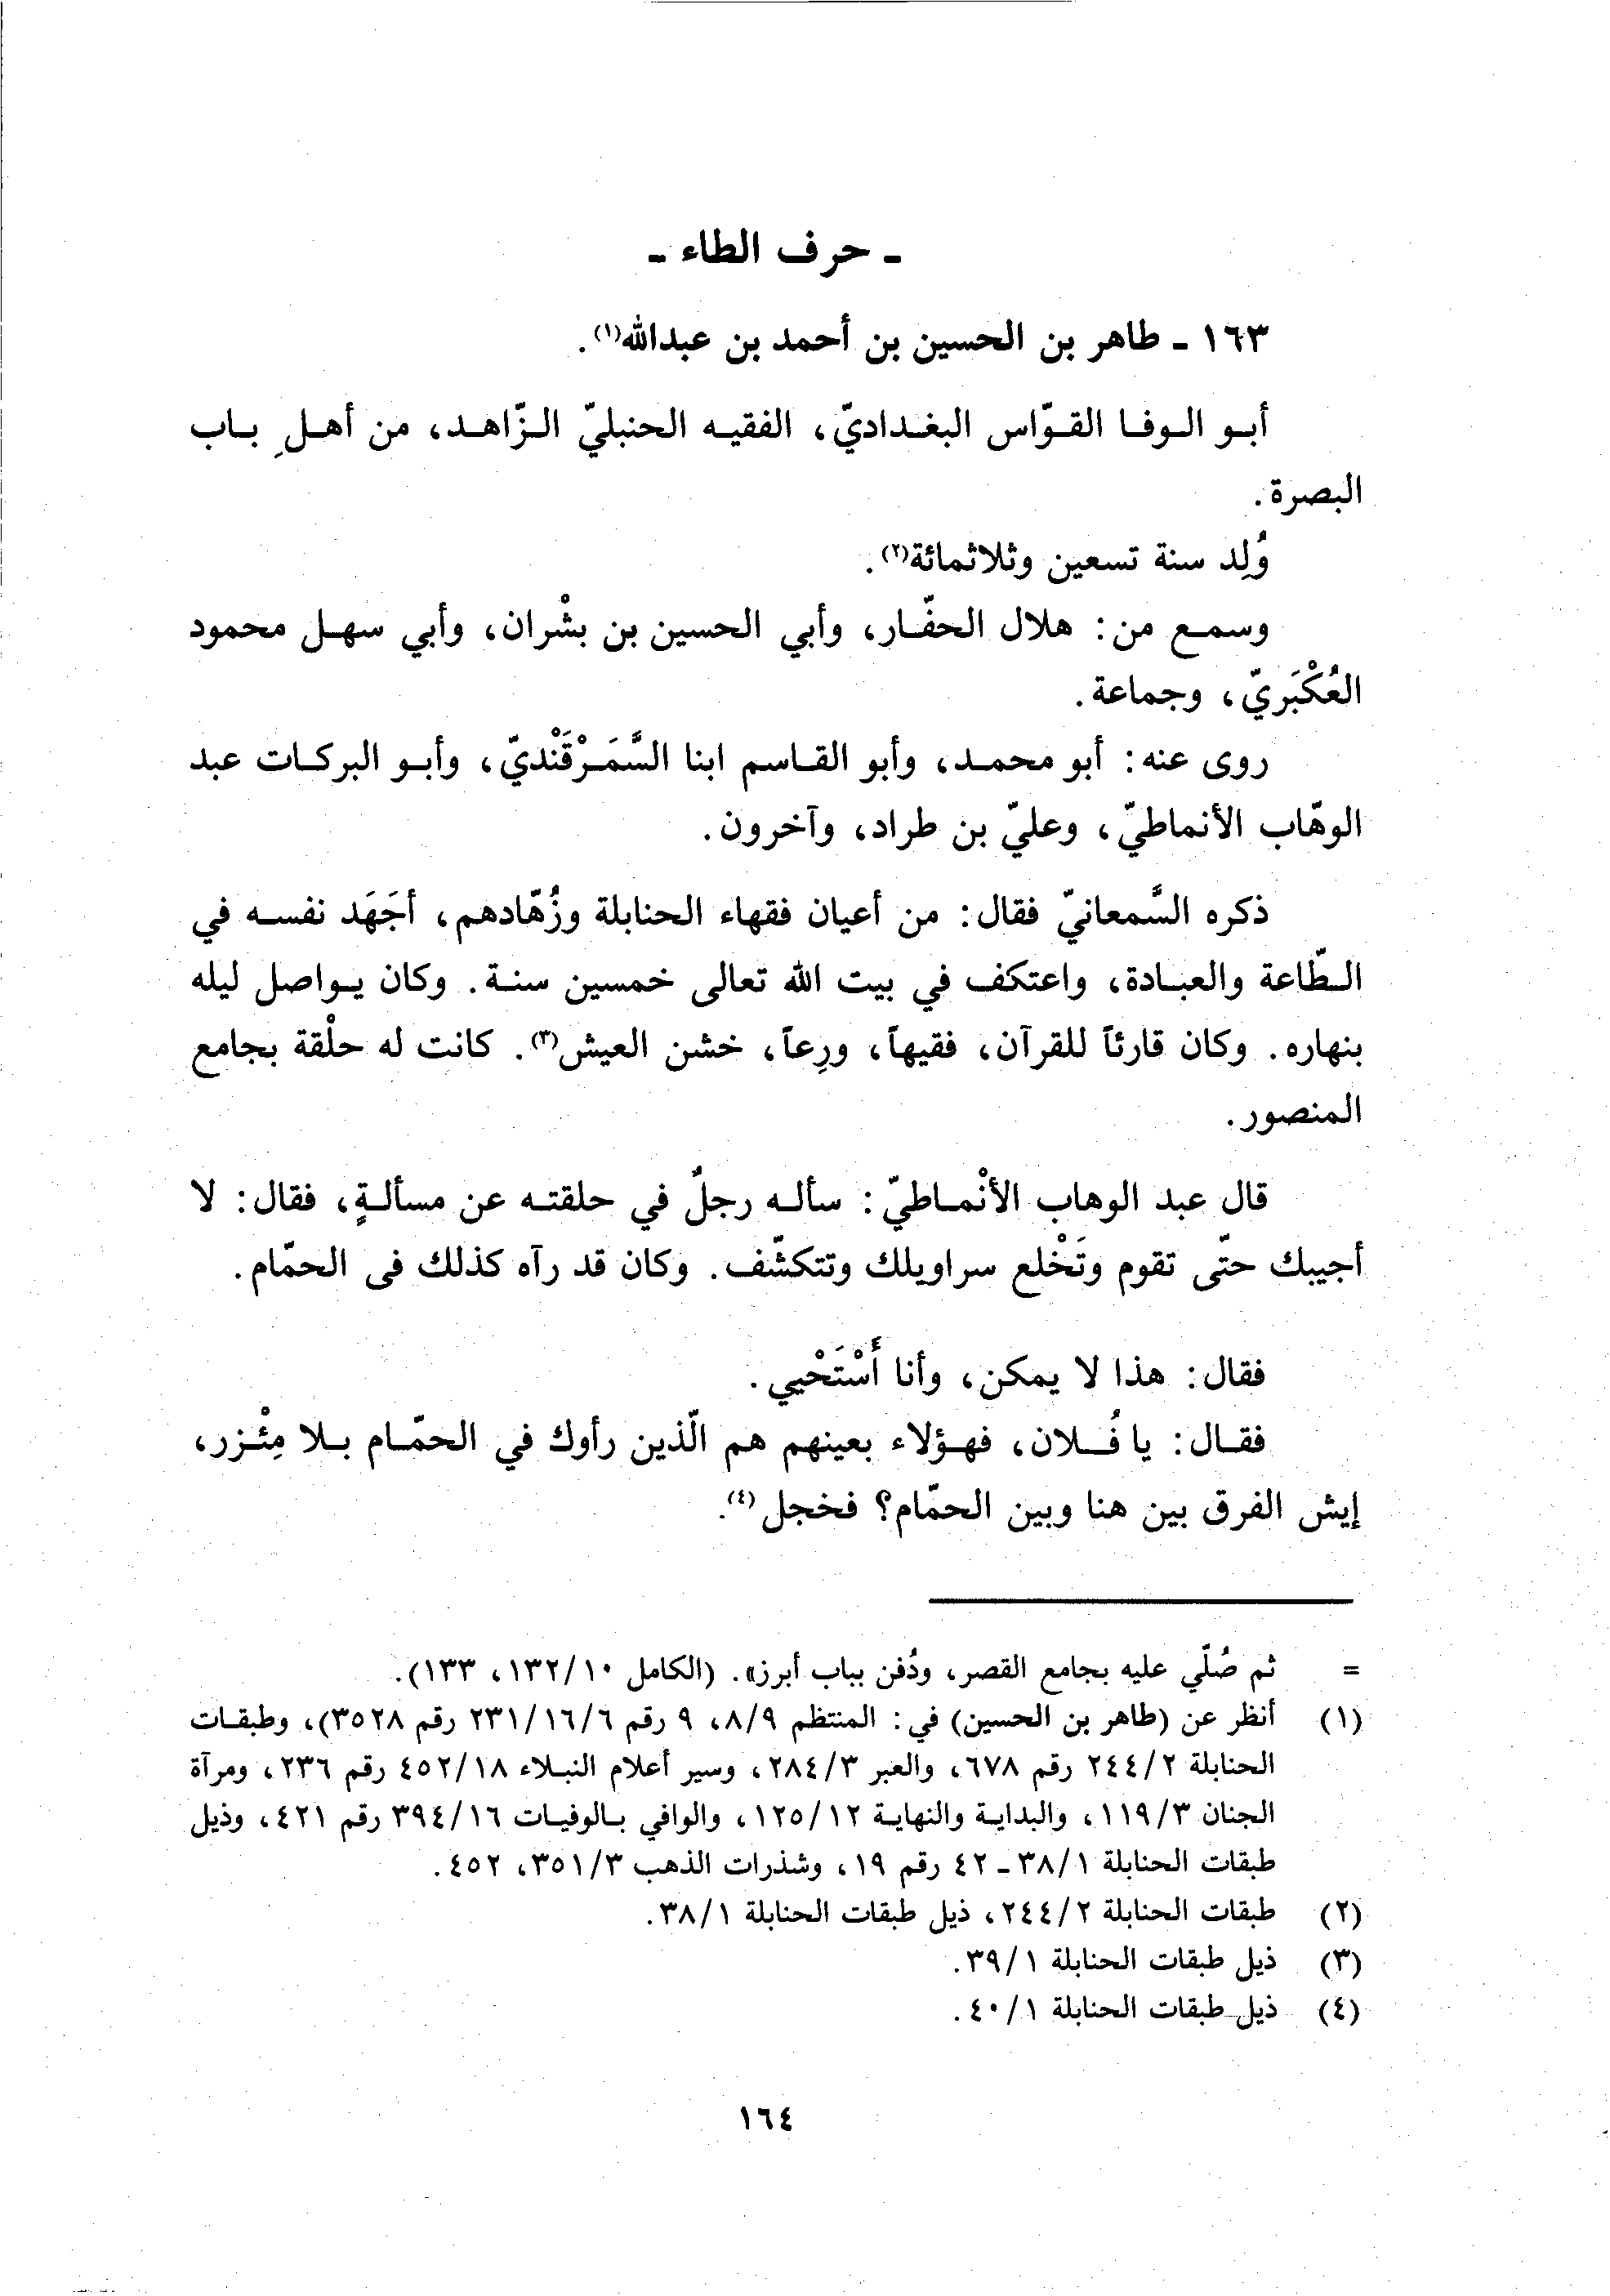 ـ حرف الطاء ـ
١٦٣ ـ طاهر بن الحسين بن أحمد بن عبدالله(١).
أبو الوفا القوّاس البغداديّ، الفقيه الحنبليّ الزّاهد، من أهلِ باب
البصرة.
وُلِد سنة تسعين وثلاثمائة(٢).
وسمع من: هلال الحفّار، وأبي الحسين بن بشْران، وأبي سهل محمود
العُكْبَريّ، وجماعة.
روى عنه: أبو محمد، وأبو القاسم ابنا السَّمَرْقَنْديّ، وأبو البركات عبد
الوهّاب الأنماطيّ، وعليّ بن طراد، وآخرون.
ذكره السَّمعانيّ فقال: من أعيان فقهاء الحنابلة وزُهّادهم، أجَهَد نفسه في
الطّاعة والعبادة، واعتكف في بيت الله تعالى خمسين سنة. وكان يواصل ليله
بنهاره. وكان قارئاً للقرآن، فقيهاً، ورِعاً، خشن العيش(٣). كانت له حلْقة بجامع
المنصور.
قال عبد الوهاب الأنْماطيّ: سأله رجلٌ في حلقته عن مسألةٍ، فقال: لا
أجيبك حتّى تقوم وتَخْلع سراويلك وتتكشّف. وكان قد رآه كذلك فى الحمّام.
فقال: هذا لا يمكن، وأنا أَسْتَحْيي.
فقال: يا فُلان، فهؤلاء بعينهم هم الّذين رأوك في الحمّام بلا مِئْزر،
إيش الفرق بين هنا وبين الحمّام؟ فخجل(٤).
= ثم صُلّي عليه بجامع القصر، ودُفن بباب أبرز». (الكامل ١٣٢/١٠، ١٣٣).
(١) أنظر عن (طاهر بن الحسين) في: المنتظم ٨/٩، ٩ رقم ٦/ ٢٣١/١٦ رقم ٣٥٢٨)، وطبقات
الحنابلة ٢٤٤/٢ رقم ٦٧٨، والعبر ٢٨٤/٣، وسير أعلام النبلاء ٤٥٢/١٨ رقم ٢٣٦، ومرآة
الجنان ١١٩/٣، والبداية والنهاية ١٢٥/١٢، والوافي بالوفيات ٣٩٤/١٦ رقم ٤٢١، وذيل
طبقات الحنابلة ٣٨/١ ـ ٤٢ رقم ١٩، وشذرات الذهب ٣٥١/٣، ٤٥٢.
(٢) طبقات الحنابلة ٢٤٤/٢، ذيل طبقات الحنابلة ٣٨/١.
(٣) ذيل طبقات الحنابلة ٣٩/١.
(٤) ذيل طبقات الحنابلة ٤٠/١.
١٦٤